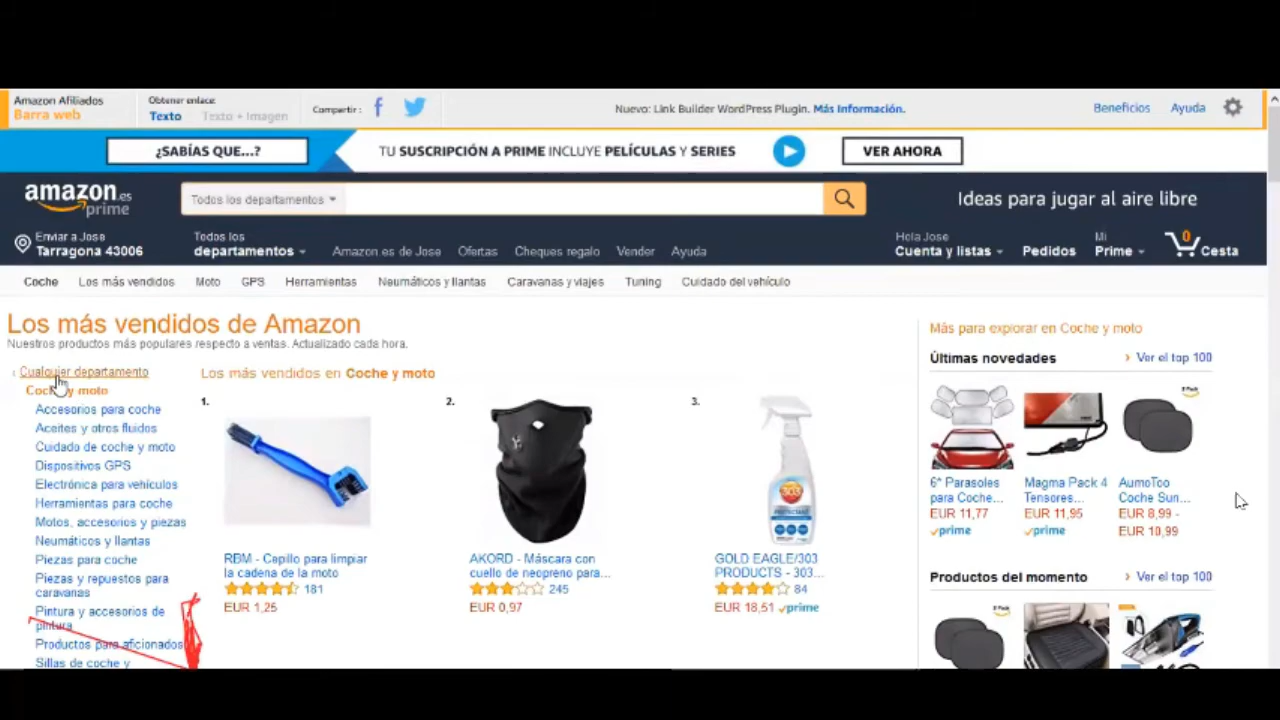 Amazon Afiliados
Barra web
Obtener enlace:
Texto Texto + Imagen
Compartir :
Nuevo: Link Builder WordPress Plugin. Más Información.
Beneficios Ayuda
¿SABÍAS QUE...?
TU SUSCRIPCIÓN A PRIME INCLUYE PELÍCULAS Y SERIES
VER AHORA
amazon.es
prime
Todos los departamentos
Ideas para jugar al aire libre
Enviar a Jose
Tarragona 43006
Todos los
departamentos
Amazon es de Jose Ofertas Cheques regalo Vender Ayuda
Hola Jose
Cuenta y listas
Pedidos
Mi
Prime
0
Cesta
Coche Los más vendidos Moto GPS Herramientas Neumáticos y llantas Caravanas y viajes Tuning Cuidado del vehículo
Los más vendidos de Amazon
Nuestros productos más populares respecto a ventas. Actualizado cada hora.
‹ Cualquier departamento
Coche y moto
Accesorios para coche
Aceites y otros fluidos
Cuidado de coche y moto
Dispositivos GPS
Electrónica para vehículos
Herramientas para coche
Motos, accesorios y piezas
Neumáticos y llantas
Piezas para coche
Piezas y repuestos para
caravanas
Pintura y accesorios de
pintura
Productos para aficionados
Sillas de coche y
Los más vendidos en Coche y moto
1.
RBM - Cepillo para limpiar
la cadena de la moto
181
EUR 1,25
2.
AKORD - Máscara con
cuello de neopreno para...
245
EUR 0,97
3.
303
GOLD EAGLE/303
PRODUCTS - 303...
84
EUR 18,51 prime
Más para explorar en Coche y moto
Últimas novedades › Ver el top 100
6* Parasoles
para Coche...
EUR 11,77
prime
Magma Pack 4
Tensores...
EUR 11,95
prime
AumoToo
Coche Sun...
EUR 8,99 -
EUR 10,99
Productos del momento › Ver el top 100